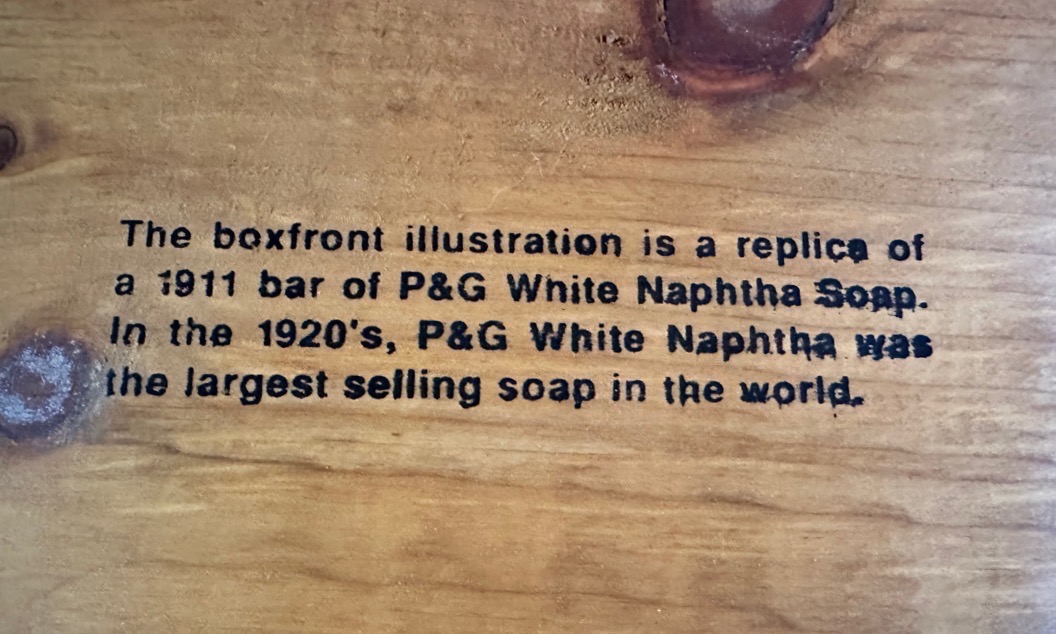 The boxfront illustration is a replica of
a 1911 bar of P&G White Naphtha Soap.
In the 1920's, P&G White Naphtha was
the largest selling soap in the world.